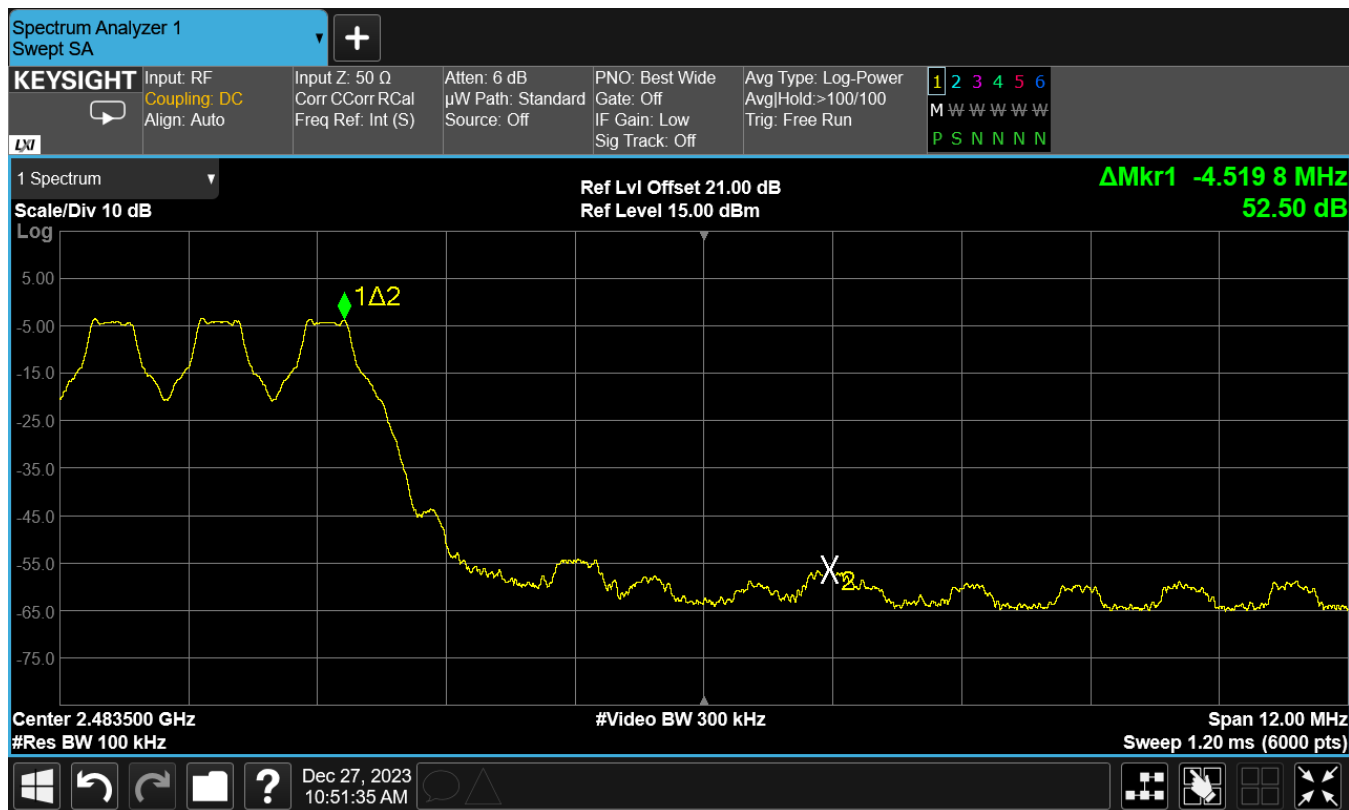 Spectrum Analyzer 1
Swept SA
KEYSIGHT
LXI
Input: RF
Coupling: DC
Align: Auto
Input Z: 50 Ω
Corr CCorr RCal
Freq Ref: Int (S)
Atten: 6 dB
µW Path: Standard
Source: Off
PNO: Best Wide
Gate: Off
IF Gain: Low
Sig Track: Off
Avg Type: Log-Power
Avg|Hold:>100/100
Trig: Free Run
1 2 3 4 5 6
M W W W W W
P S N N N N
1 Spectrum
Scale/Div 10 dB
Log
Ref Lvl Offset 21.00 dB
Ref Level 15.00 dBm
ΔMkr1 -4.519 8 MHz
52.50 dB
5.00
-5.00
-15.0
-25.0
-35.0
-45.0
-55.0
-65.0
-75.0
1Δ2
X2
Center 2.483500 GHz
#Res BW 100 kHz
#Video BW 300 kHz
Span 12.00 MHz
Sweep 1.20 ms (6000 pts)
?
Dec 27, 2023
10:51:35 AM